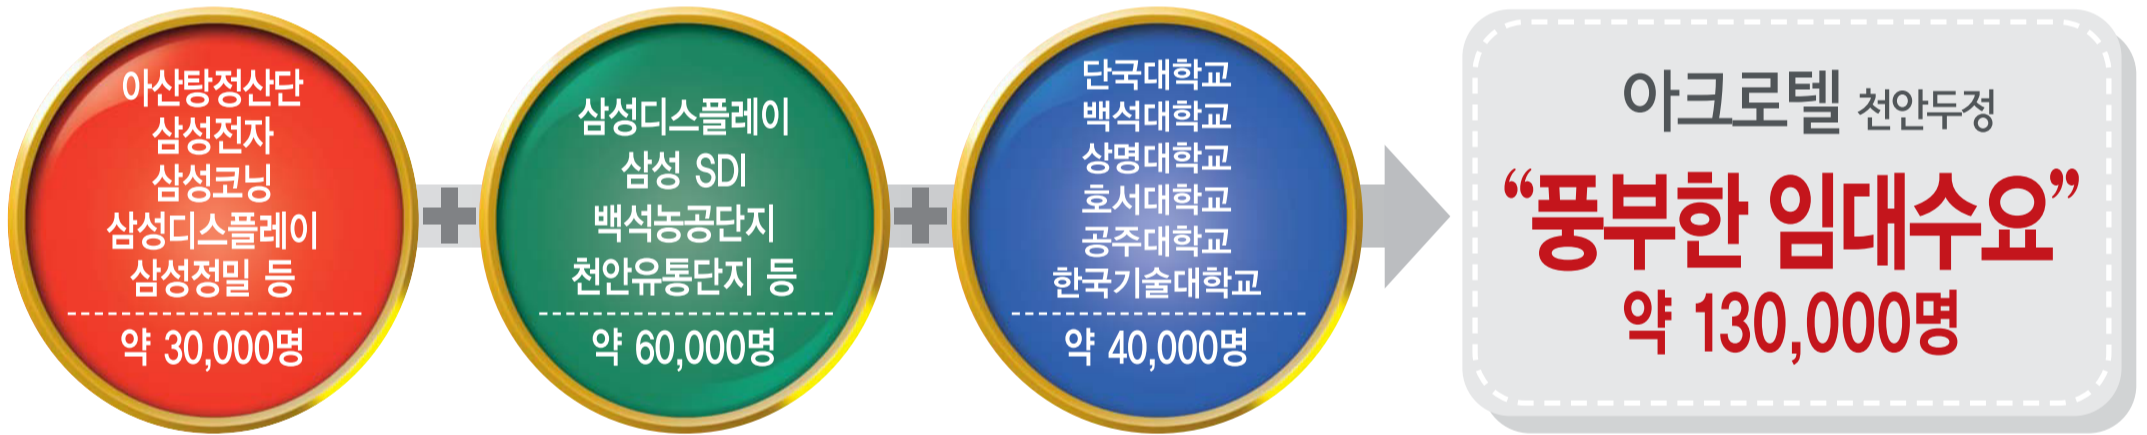 아산탕정산단
삼성전자
삼성코닝
삼성디스플레이
삼성정밀 등
약 30,000명
+
삼성디스플레이
삼성 SDI
백석농공단지
천안유통단지 등
약 60,000명
+
단국대학교
백석대학교
상명대학교
호서대학교
공주대학교
한국기술대학교
약 40,000명
아크로텔 천안두정
“풍부한 임대수요”
약 130,000명